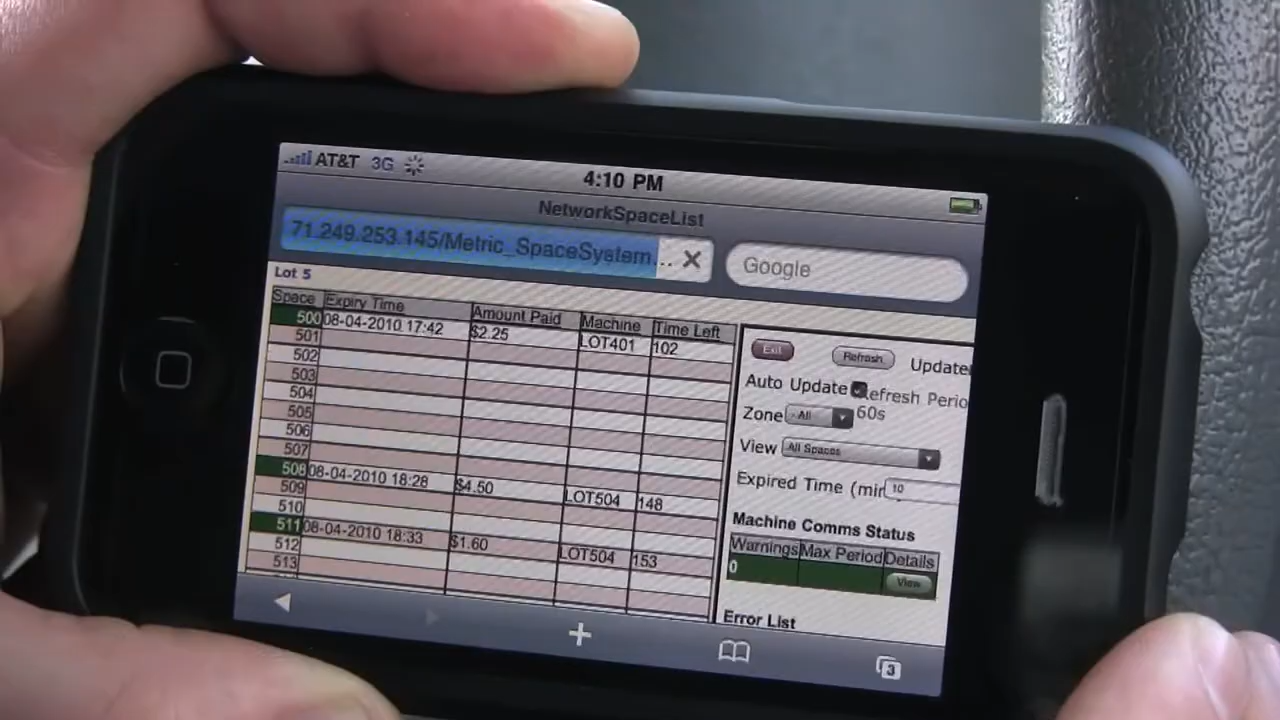 AT&T 3G 4:10 PM
NetworkSpaceList
71.249.253.145/Metric_SpaceSystem... Google
Lot 5
Space Expiry Time Amount Paid Machine Time Left
500 08-04-2010 17:42 $2.25 LOT401 102
501
502
503
504
505
506
507
508 08-04-2010 18:28 $4.50 LOT504 148
509
510
511 08-04-2010 18:33 $1.60 LOT504 153
512
513
Exit Refresh Update
Auto Update efresh Perio
Zone - All 60s
View All Spaces
Expired Time (min 10
Machine Comms Status
Warnings Max Period Details
0 View
Error List
3